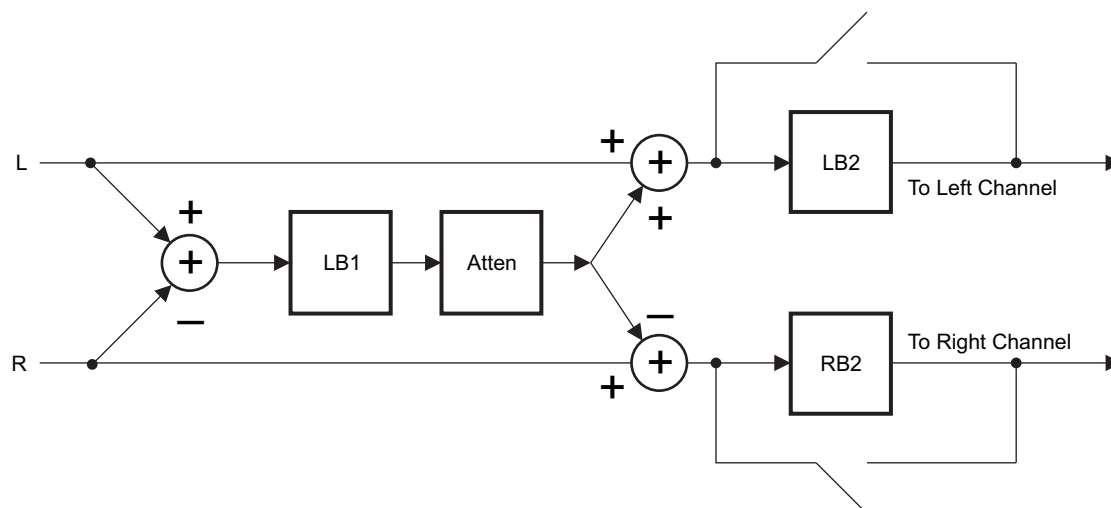 +
L
+
LB2
+
+
To Left Channel
+
LB1
Atten
−
−
R
+
+
RB2
To Right Channel